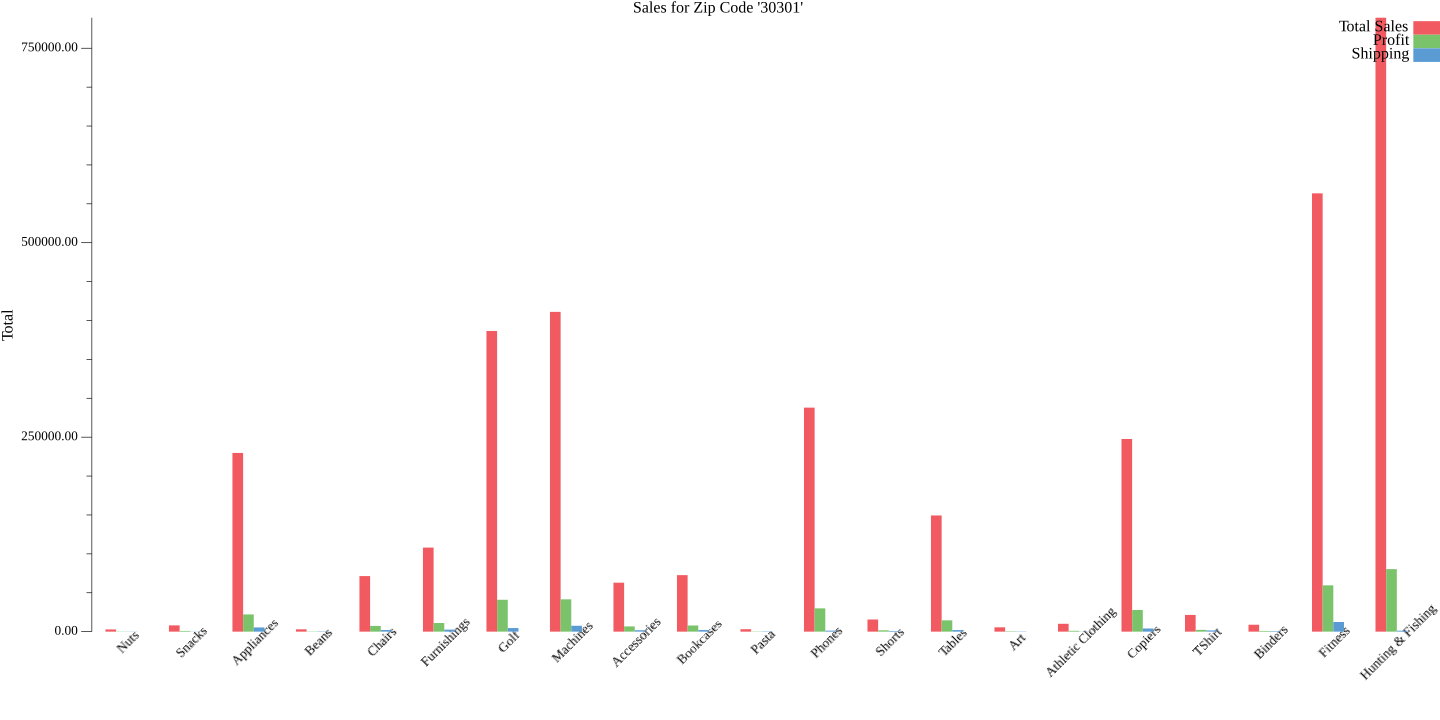 Sales for Zip Code '30301'
Total Sales
Profit
Shipping
750000.00
500000.00
250000.00
0.00
Total
Nuts
Snacks
Appliances
Beans
Chairs
Furnishings
Golf
Machines
Accessories
Bookcases
Pasta
Phones
Shorts
Tables
Art
Athletic Clothing
Copiers
TShirt
Binders
Fitness
Hunting & Fishing